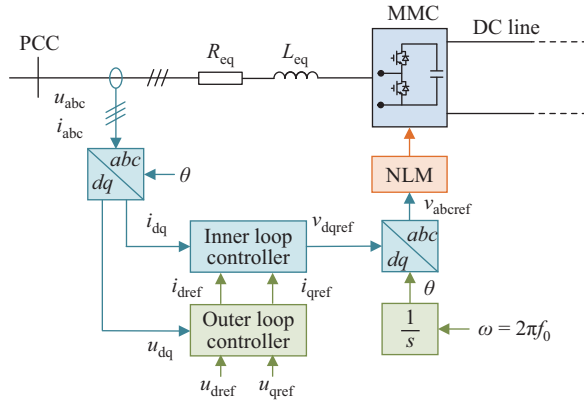 MMC
PCC
DC line
R_eq
L_eq
u_abc
i_abc
abc
dq
θ
NLM
v_abcref
i_dq
Inner loop
controller
v_dqref
abc
dq
i_dref
i_qref
θ
Outer loop
controller
1/s
ω = 2πf_0
u_dq
u_dref
u_qref